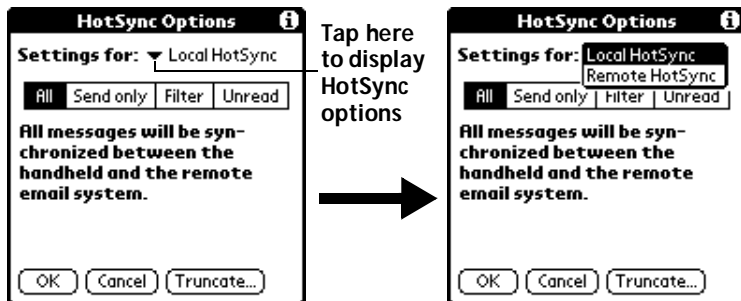 HotSync Options i
Settings for: Local HotSync
All Send only Filter Unread
All messages will be syn-
chronized between the
handheld and the remote
email system.
OK Cancel Truncate...
Tap here
to display
HotSync
options
HotSync Options i
Settings for: Local HotSync
Remote HotSync
All Send only Filter Unread
All messages will be syn-
chronized between the
handheld and the remote
email system.
OK Cancel Truncate...